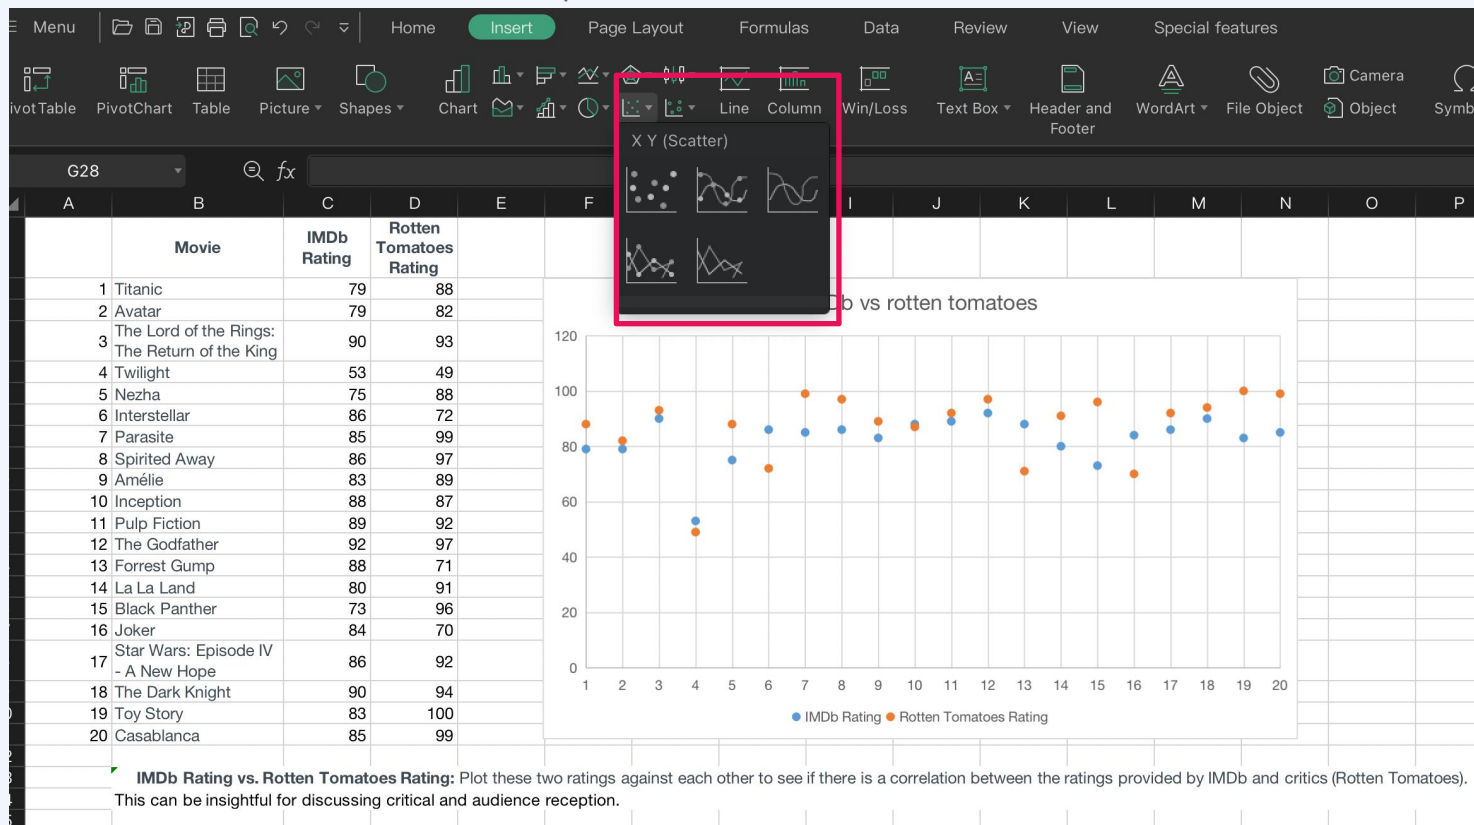 Menu Home Insert Page Layout Formulas Data Review View Special features
Camera
PivotChart Table Picture Shapes Chart Line Column Win/Loss Text Box Header and Footer WordArt File Object Object
X Y (Scatter)
G28 fx
A B C D E F I J K L M N O P
Movie IMDb Rating Rotten Tomatoes Rating
1 Titanic 79 88
2 Avatar 79 82
3 The Lord of the Rings: The Return of the King 90 93
4 Twilight 53 49
5 Nezha 75 88
6 Interstellar 86 72
7 Parasite 85 99
8 Spirited Away 86 97
9 Amélie 83 89
10 Inception 88 87
11 Pulp Fiction 89 92
12 The Godfather 92 97
13 Forrest Gump 88 71
14 La La Land 80 91
15 Black Panther 73 96
16 Joker 84 70
17 Star Wars: Episode IV - A New Hope 86 92
18 The Dark Knight 90 94
19 Toy Story 83 100
20 Casablanca 85 99
vs rotten tomatoes
120
100
80
60
40
20
0
1 2 3 4 5 6 7 8 9 10 11 12 13 14 15 16 17 18 19 20
IMDb Rating Rotten Tomatoes Rating
IMDb Rating vs. Rotten Tomatoes Rating: Plot these two ratings against each other to see if there is a correlation between the ratings provided by IMDb and critics (Rotten Tomatoes).
This can be insightful for discussing critical and audience reception.